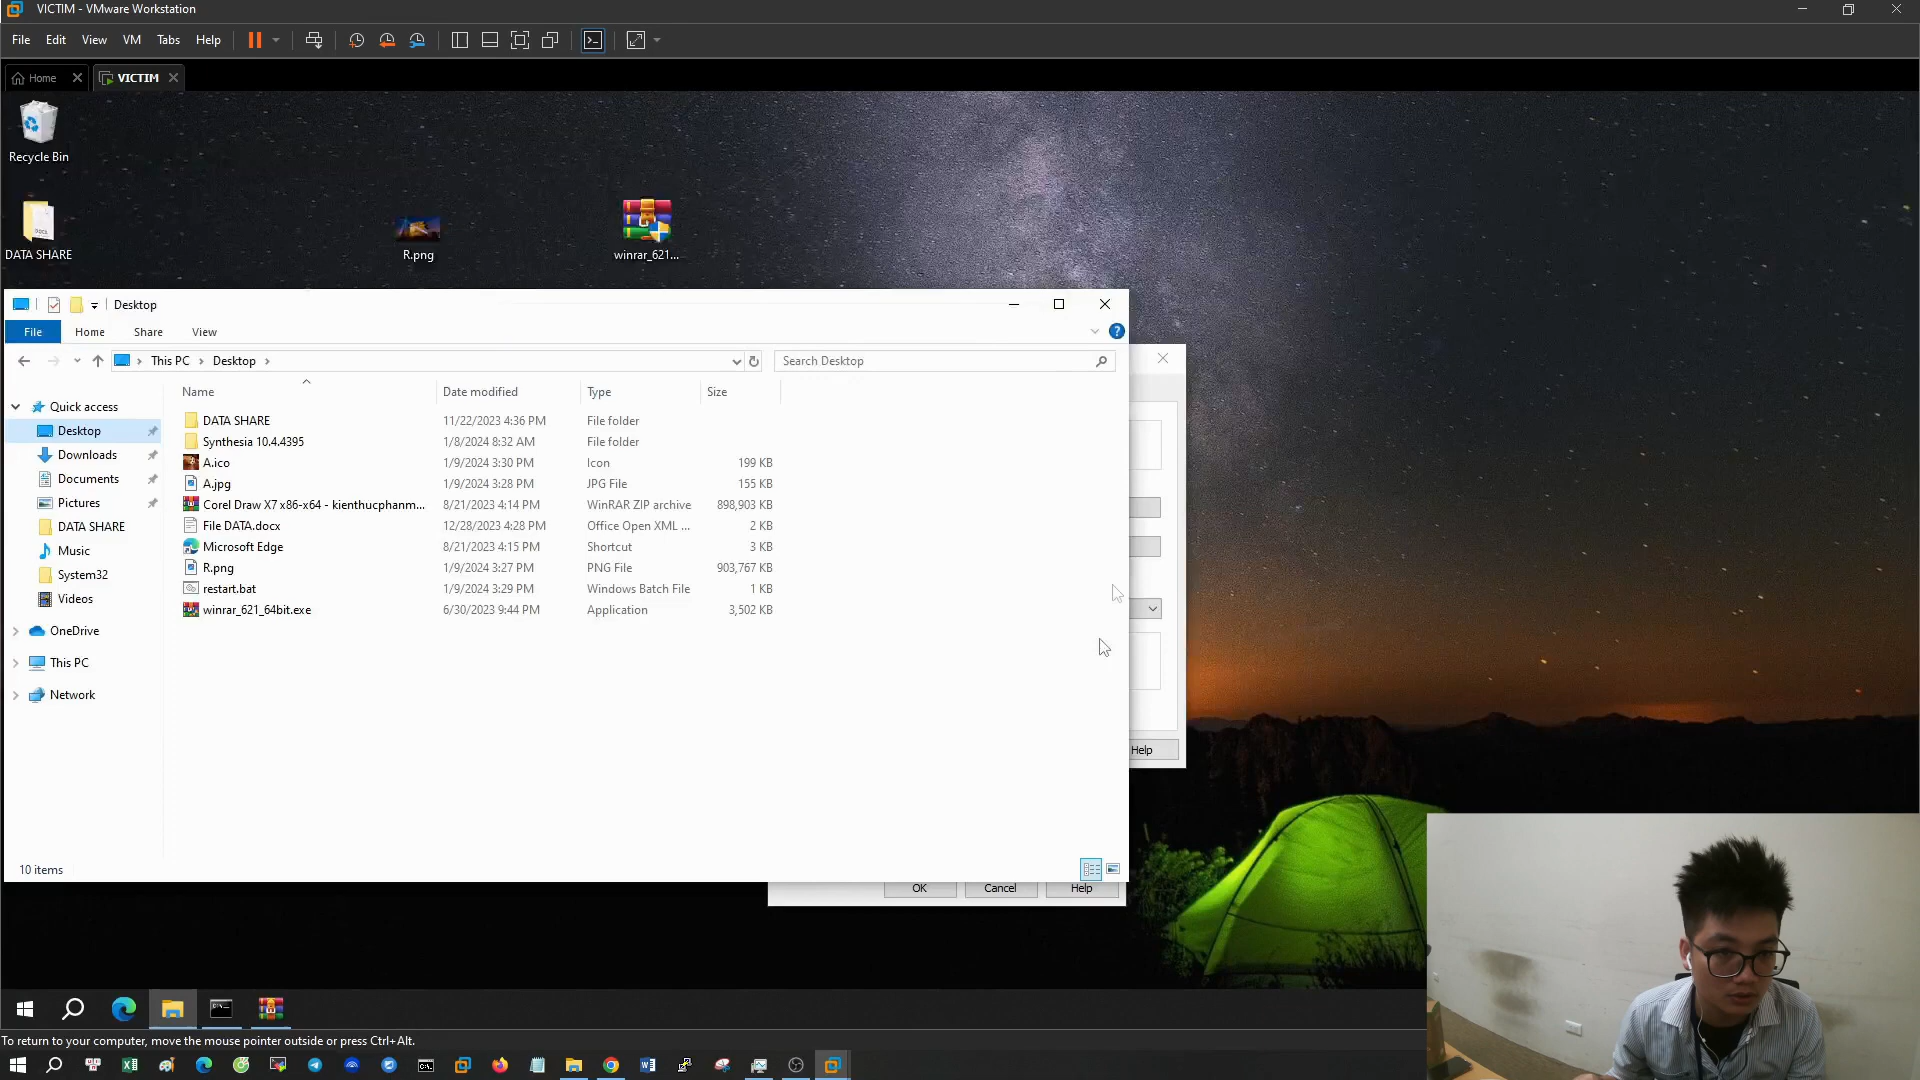 VICTIM - VMware Workstation
File Edit View VM Tabs Help
Home VICTIM
Recycle Bin
DATA SHARE
R.png
winrar_621...
Desktop
File Home Share View
This PC > Desktop >
Search Desktop
Name Date modified Type Size
Quick access
Desktop
Downloads
Documents
Pictures
DATA SHARE
Music
System32
Videos
OneDrive
This PC
Network
DATA SHARE 11/22/2023 4:36 PM File folder
Synthesia 10.4.4395 1/8/2024 8:32 AM File folder
A.ico 1/9/2024 3:30 PM Icon 199 KB
A.jpg 1/9/2024 3:28 PM JPG File 155 KB
Corel Draw X7 x86-x64 - kienthucphanm... 8/21/2023 4:14 PM WinRAR ZIP archive 898,903 KB
File DATA.docx 12/28/2023 4:28 PM Office Open XML ... 2 KB
Microsoft Edge 8/21/2023 4:15 PM Shortcut 3 KB
R.png 1/9/2024 3:27 PM PNG File 903,767 KB
restart.bat 1/9/2024 3:29 PM Windows Batch File 1 KB
winrar_621_64bit.exe 6/30/2023 9:44 PM Application 3,502 KB
Help
10 items
OK Cancel Help
To return to your computer, move the mouse pointer outside or press Ctrl+Alt.